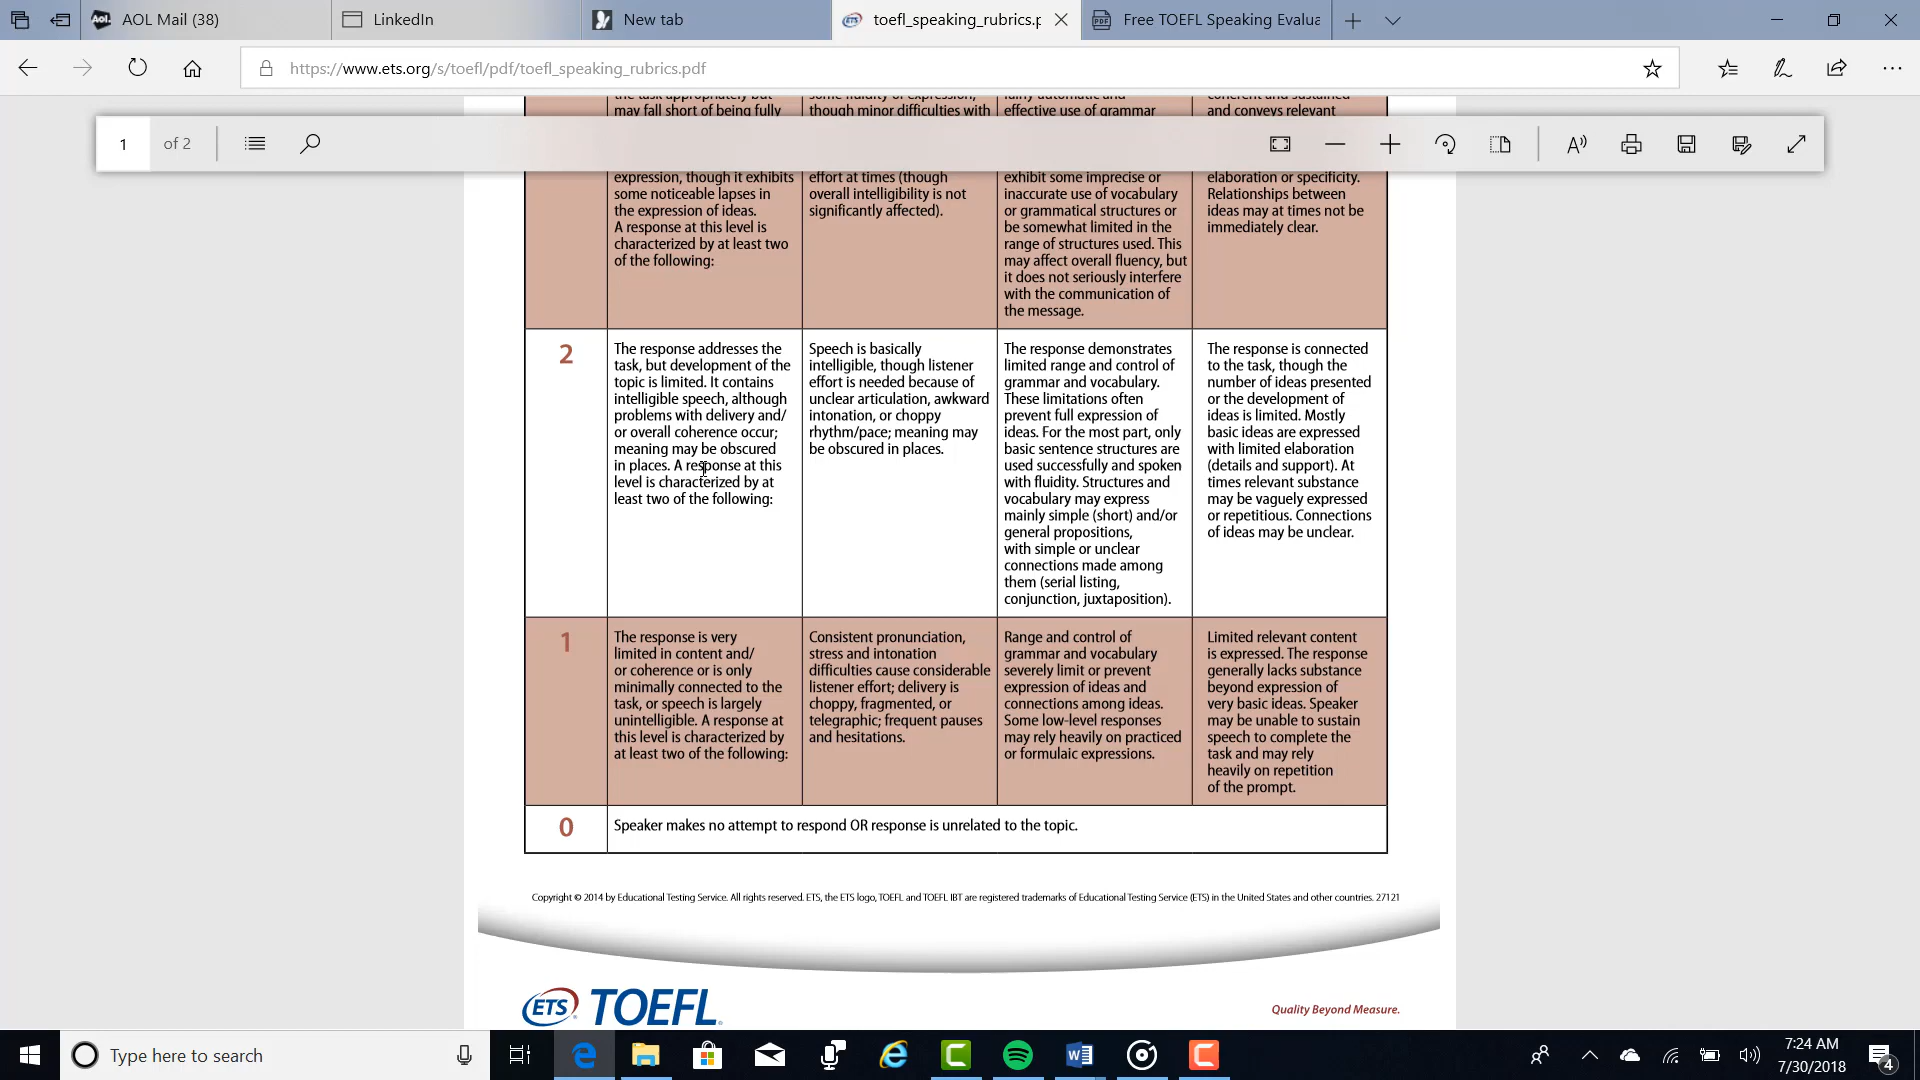 AOL Mail (38)
LinkedIn
New tab
toefl_speaking_rubrics.p
Free TOEFL Speaking Evalua
https://www.ets.org/s/toefl/pdf/toefl_speaking_rubrics.pdf
the task appropriately but
may fall short of being fully
some fluidity of expression,
though minor difficulties with
fairly automatic and
effective use of grammar
coherent and sustained
and conveys relevant
1 of 2
expression, though it exhibits
some noticeable lapses in
the expression of ideas.
A response at this level is
characterized by at least two
of the following:
effort at times (though
overall intelligibility is not
significantly affected).
exhibit some imprecise or
inaccurate use of vocabulary
or grammatical structures or
be somewhat limited in the
range of structures used. This
may affect overall fluency, but
it does not seriously interfere
with the communication of
the message.
elaboration or specificity.
Relationships between
ideas may at times not be
immediately clear.
2
The response addresses the
task, but development of the
topic is limited. It contains
intelligible speech, although
problems with delivery and/
or overall coherence occur;
meaning may be obscured
in places. A response at this
level is characterized by at
least two of the following:
Speech is basically
intelligible, though listener
effort is needed because of
unclear articulation, awkward
intonation, or choppy
rhythm/pace; meaning may
be obscured in places.
The response demonstrates
limited range and control of
grammar and vocabulary.
These limitations often
prevent full expression of
ideas. For the most part, only
basic sentence structures are
used successfully and spoken
with fluidity. Structures and
vocabulary may express
mainly simple (short) and/or
general propositions,
with simple or unclear
connections made among
them (serial listing,
conjunction, juxtaposition).
The response is connected
to the task, though the
number of ideas presented
or the development of
ideas is limited. Mostly
basic ideas are expressed
with limited elaboration
(details and support). At
times relevant substance
may be vaguely expressed
or repetitious. Connections
of ideas may be unclear.
1
The response is very
limited in content and/
or coherence or is only
minimally connected to the
task, or speech is largely
unintelligible. A response at
this level is characterized by
at least two of the following:
Consistent pronunciation,
stress and intonation
difficulties cause considerable
listener effort; delivery is
choppy, fragmented, or
telegraphic; frequent pauses
and hesitations.
Range and control of
grammar and vocabulary
severely limit or prevent
expression of ideas and
connections among ideas.
Some low-level responses
may rely heavily on practiced
or formulaic expressions.
Limited relevant content
is expressed. The response
generally lacks substance
beyond expression of
very basic ideas. Speaker
may be unable to sustain
speech to complete the
task and may rely
heavily on repetition
of the prompt.
0
Speaker makes no attempt to respond OR response is unrelated to the topic.
Copyright © 2014 by Educational Testing Service. All rights reserved. ETS, the ETS logo, TOEFL and TOEFL IBT are registered trademarks of Educational Testing Service (ETS) in the United States and other countries. 27121
ETS TOEFL
Quality Beyond Measure.
Type here to search
7:24 AM
7/30/2018
4